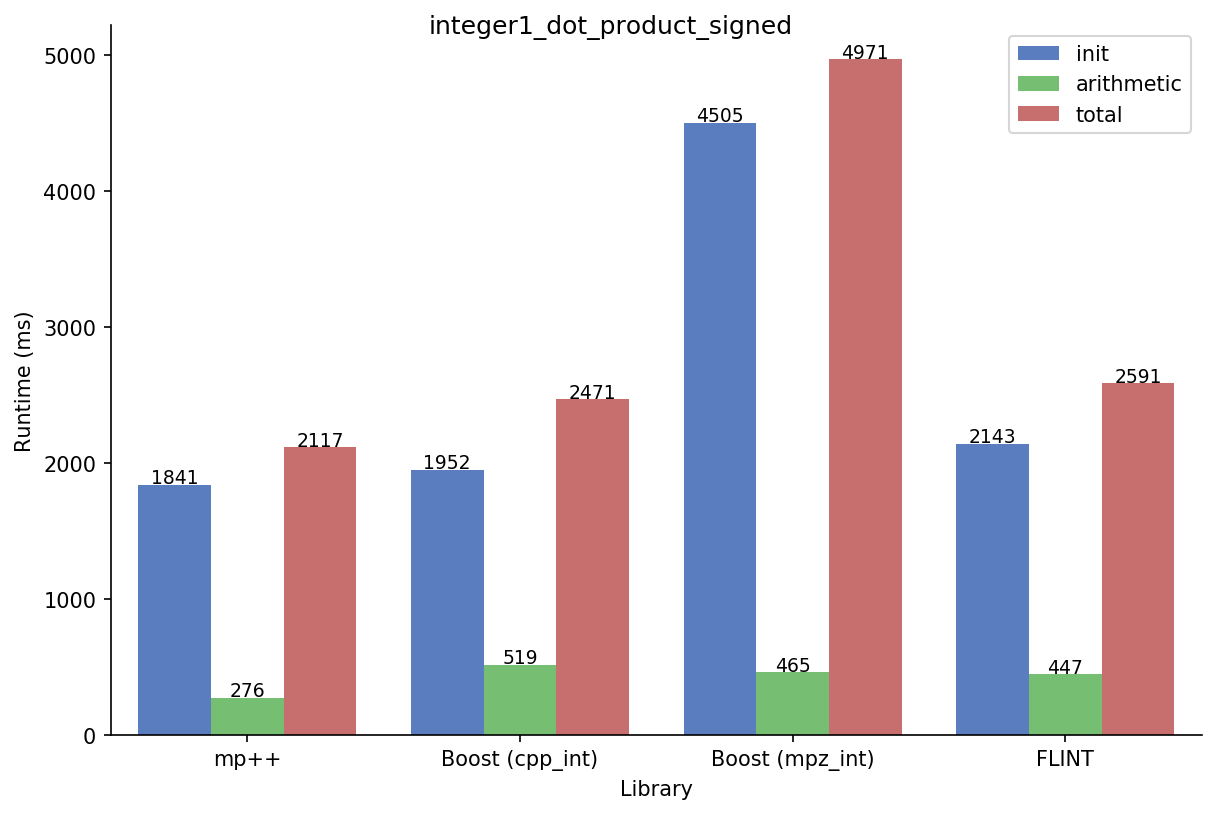 integer1_dot_product_signed
init
arithmetic
total
Runtime (ms)
5000
4000
3000
2000
1000
0
1841
276
2117
1952
519
2471
4505
465
4971
2143
447
2591
mp++
Boost (cpp_int)
Boost (mpz_int)
FLINT
Library